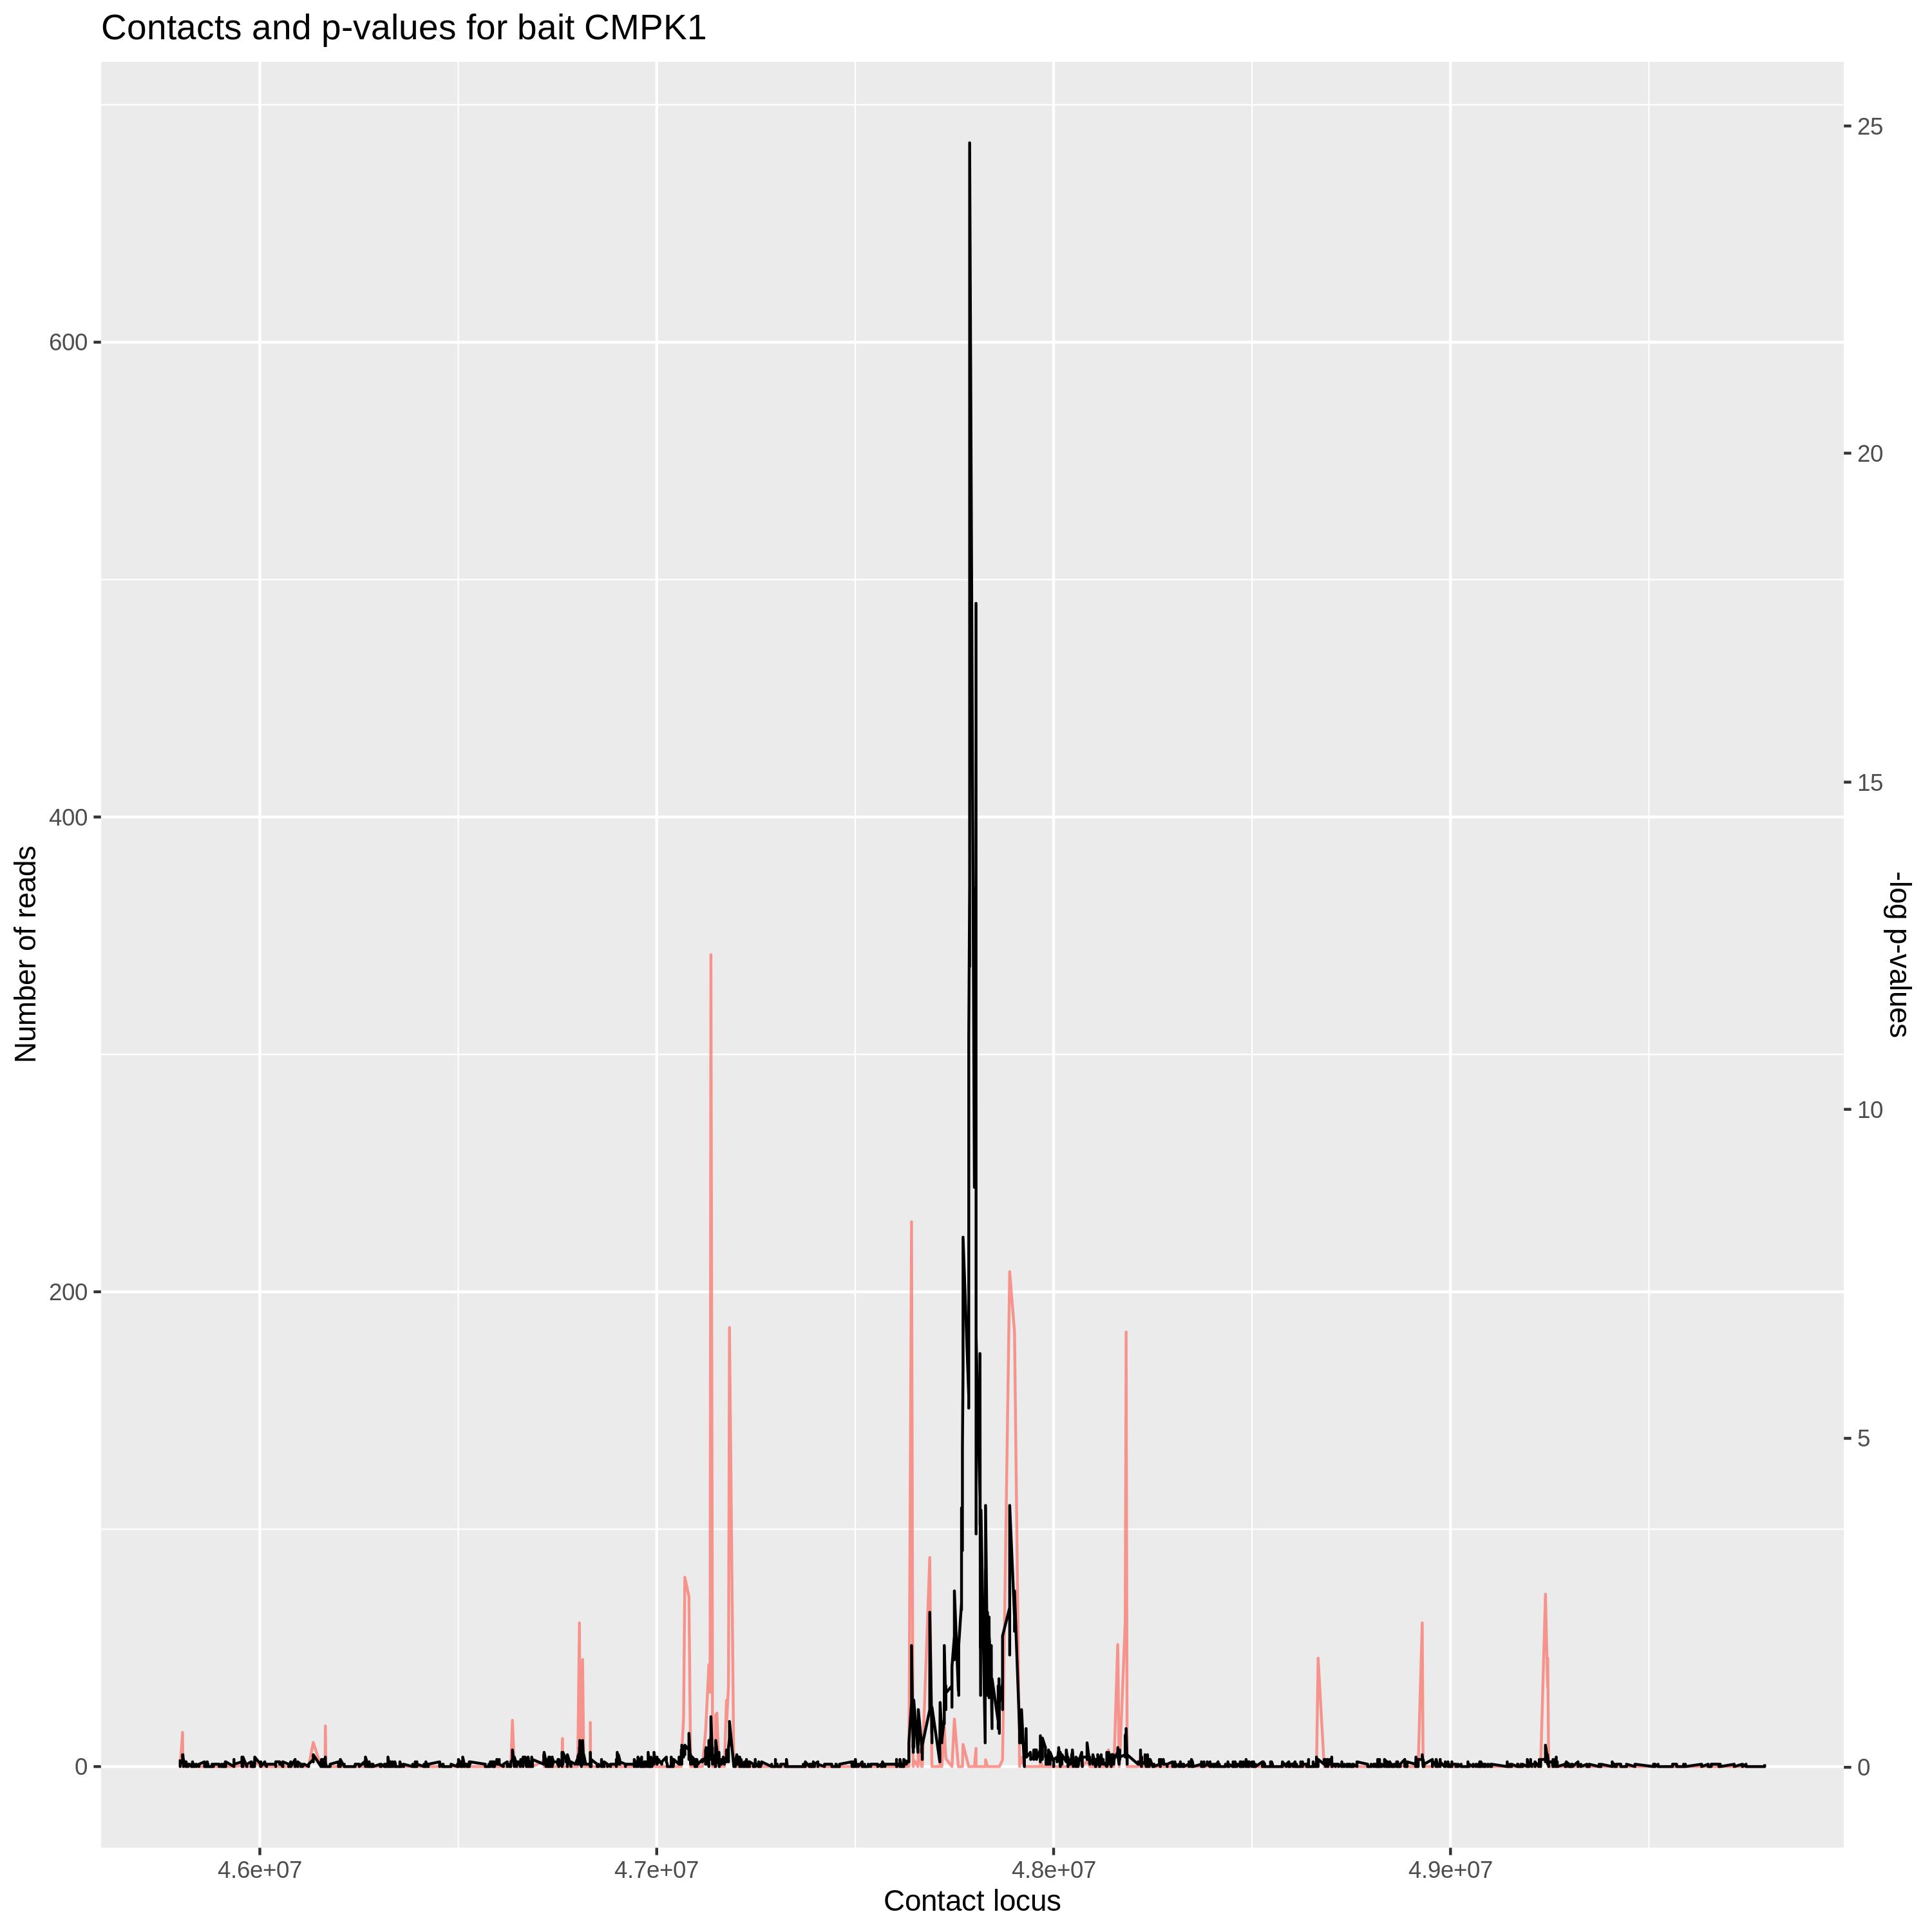 Contacts and p-values for bait CMPK1
600
400
200
0
Number of reads
25
20
15
10
5
0
-log p-values
4.6e+07
4.7e+07
4.8e+07
4.9e+07
Contact locus